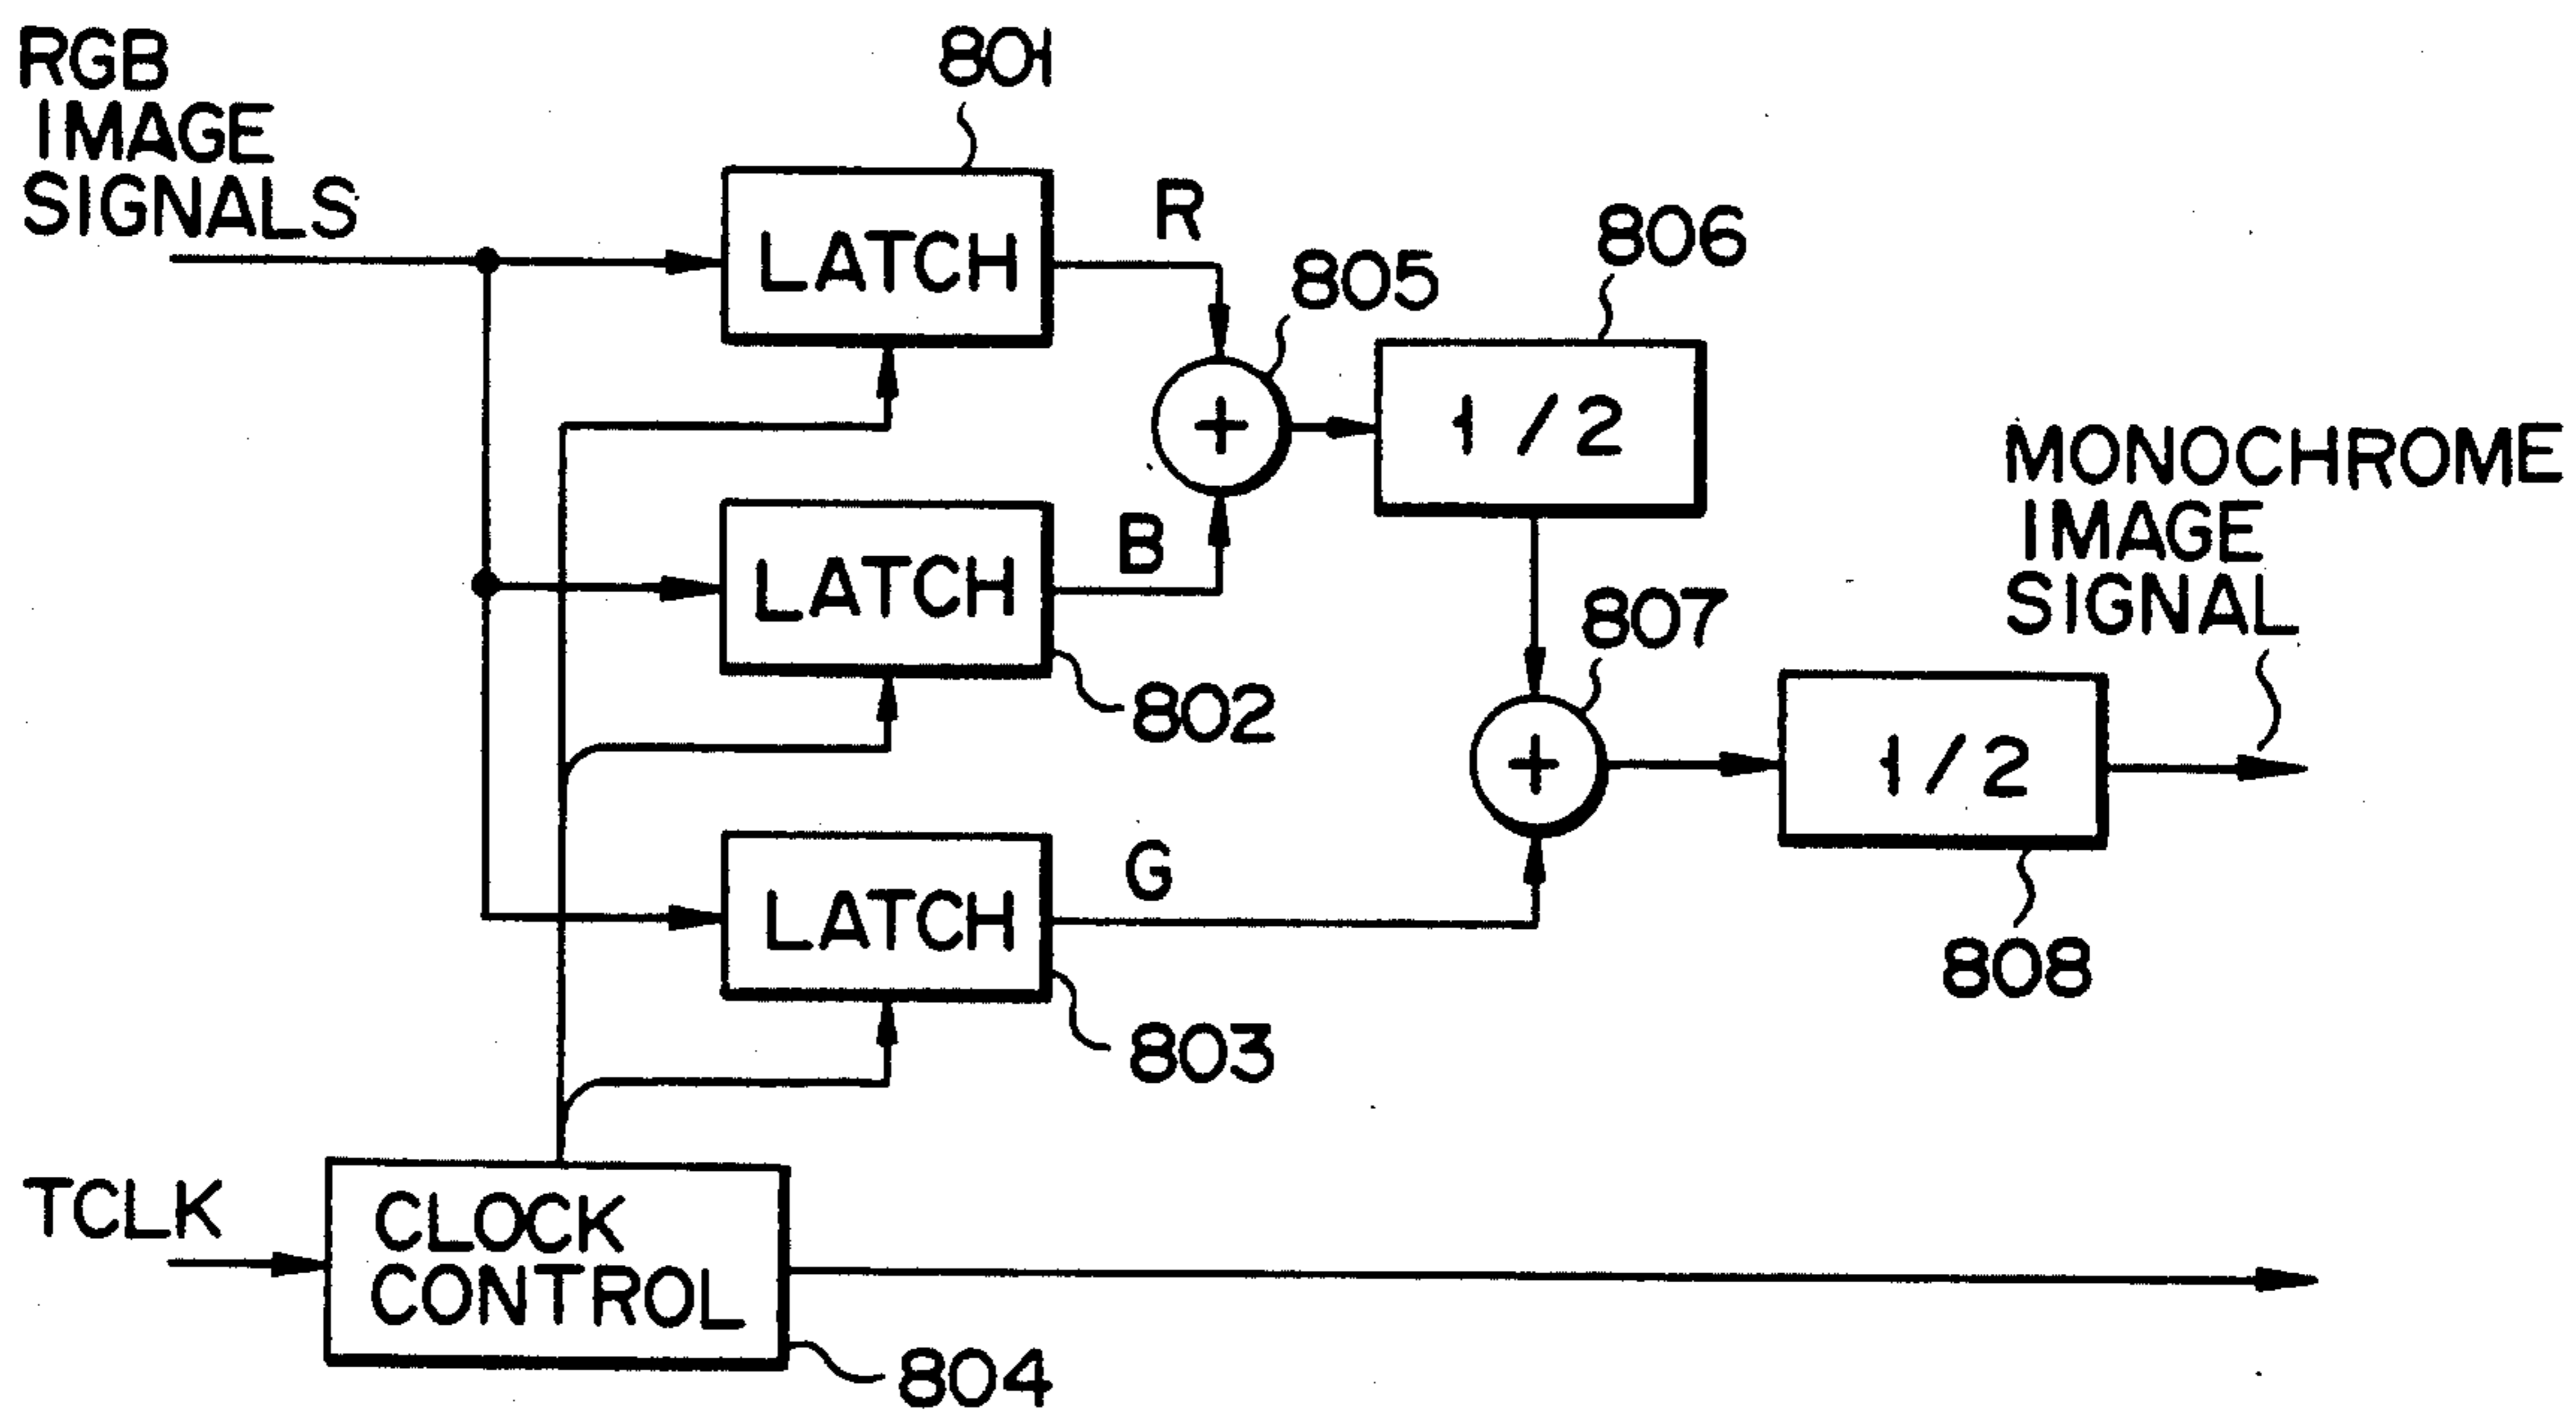 RGB
IMAGE
SIGNALS
801
LATCH
R
805
806
1/2
LATCH
B
802
807
MONOCHROME
IMAGE
SIGNAL
1/2
808
LATCH
G
803
TCLK
CLOCK
CONTROL
804
+
+